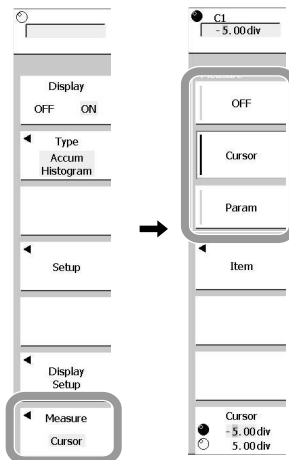 Display
OFF ON
Type
Accum
Histogram
Setup
Display
Setup
Measure
Cursor
C1
-5.00div
Measure
OFF
Cursor
Param
Item
Cursor
-5.00div
5.00div